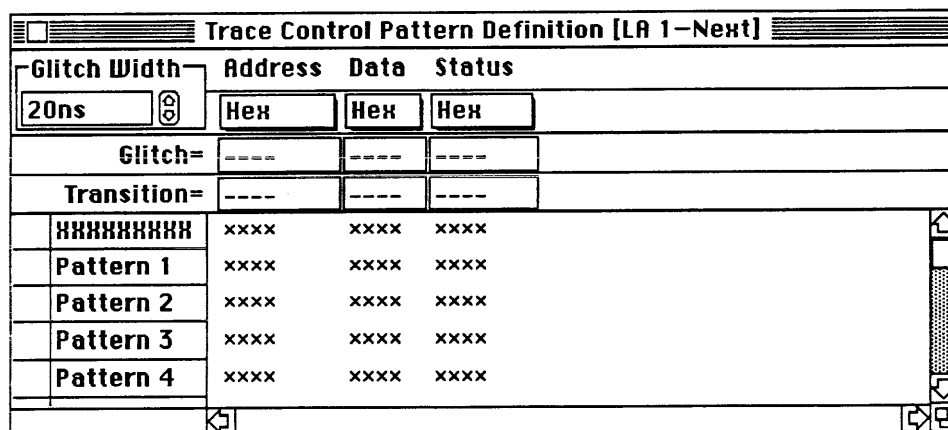 Trace Control Pattern Definition [LA 1–Next]
Glitch Width Address Data Status
20ns Hex Hex Hex
Glitch= ---- ---- ----
Transition= ---- ---- ----
XXXXXXXXX xxxx xxxx xxxx
Pattern 1 xxxx xxxx xxxx
Pattern 2 xxxx xxxx xxxx
Pattern 3 xxxx xxxx xxxx
Pattern 4 xxxx xxxx xxxx